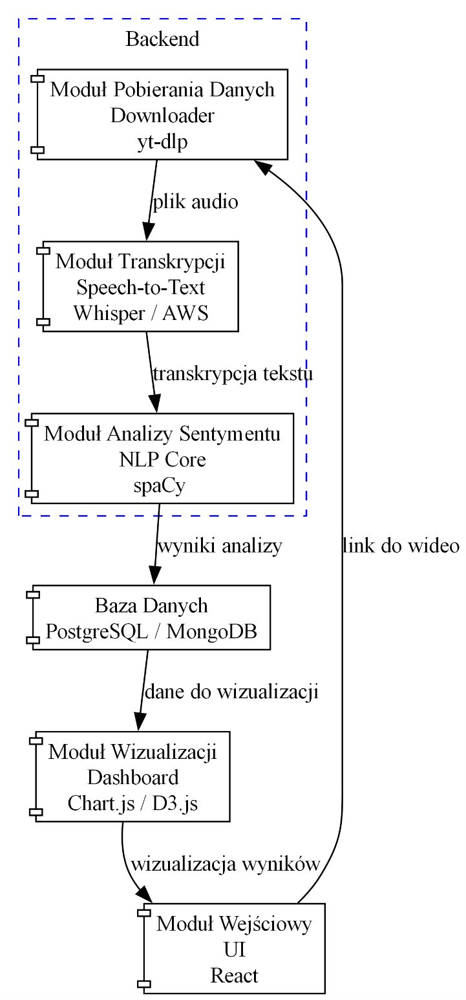 Backend
Moduł Pobierania Danych
Downloader
yt-dlp
plik audio
Moduł Transkrypcji
Speech-to-Text
Whisper / AWS
transkrypcja tekstu
Moduł Analizy Sentymentu
NLP Core
spaCy
wyniki analizy
link do wideo
Baza Danych
PostgreSQL / MongoDB
dane do wizualizacji
Moduł Wizualizacji
Dashboard
Chart.js / D3.js
wizualizacja wyników
Moduł Wejściowy
UI
React